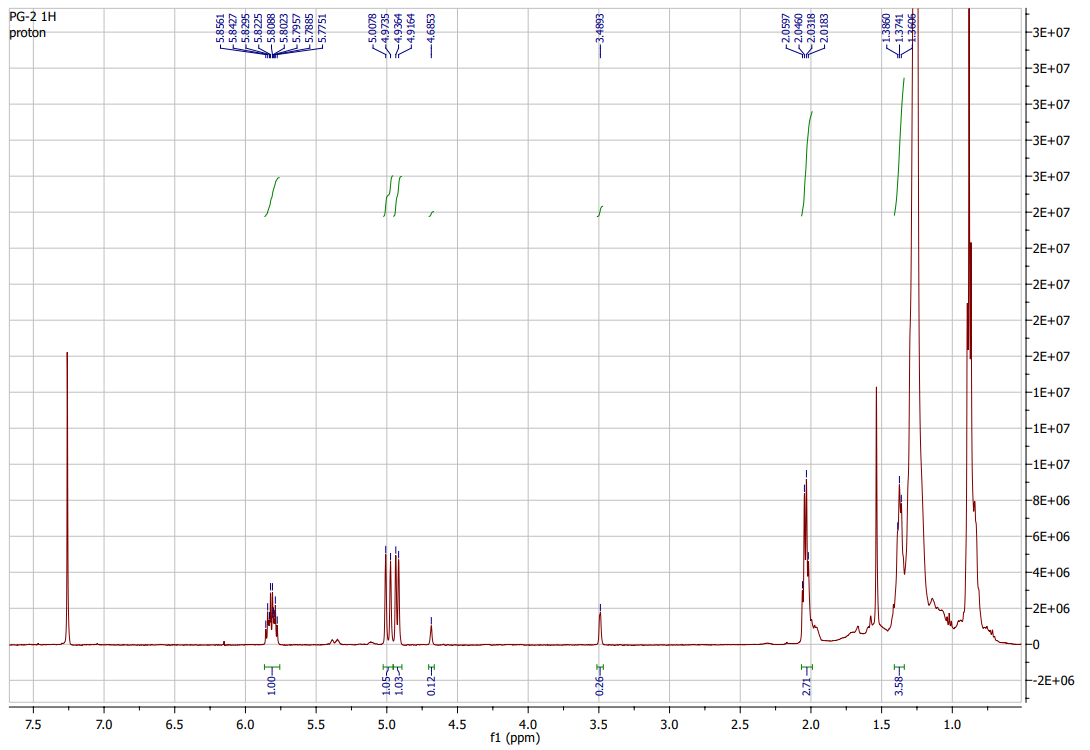 PG-2 1H
proton
5.8561
5.8427
5.8295
5.8225
5.8088
5.8023
5.7957
5.7885
5.7751
5.0078
4.9735
4.9364
4.9164
4.6853
3.4893
2.0597
2.0460
2.0318
2.0183
1.3860
1.3741
1.3606
3E+07
3E+07
3E+07
3E+07
3E+07
2E+07
2E+07
2E+07
2E+07
2E+07
1E+07
1E+07
1E+07
8E+06
6E+06
4E+06
2E+06
0
-2E+06
1.00
1.05
1.03
0.12
0.26
2.71
3.58
7.5 7.0 6.5 6.0 5.5 5.0 4.5 4.0 3.5 3.0 2.5 2.0 1.5 1.0
f1 (ppm)